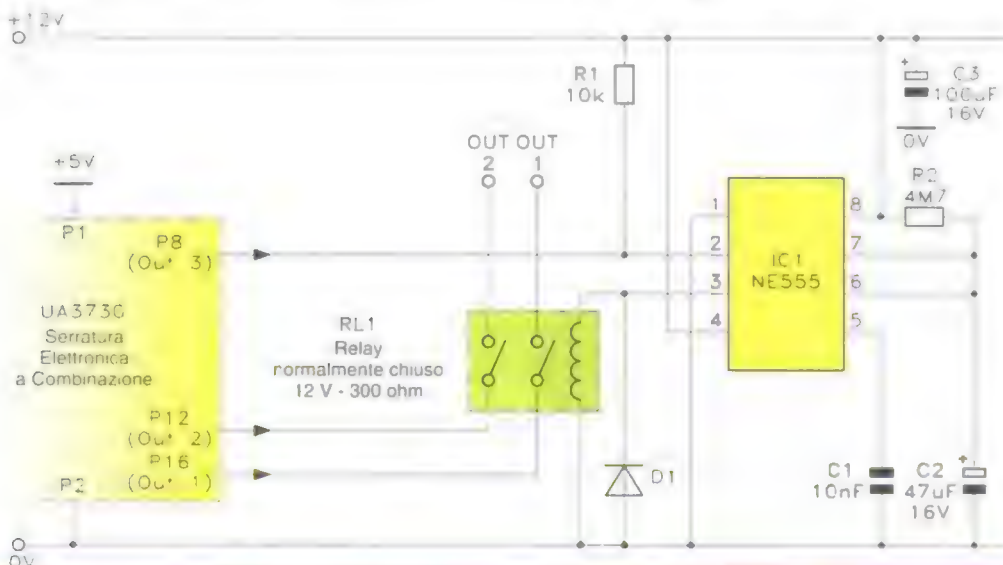 +12V
R1
10k
C3
100uF
16V
0V
OUT OUT
2 1
+5V
R2
4M7
P1
P8
(Out 3)
1
2
3
4
IC1
NE555
8
7
6
5
UA3730
Serratura
Elettronica
a Combinazione
RL1
Relay
normalmente chiuso
12 V - 300 ohm
P12
(Out 2)
P16
(Out 1)
P2
D1
C1
10nF
C2
47uF
16V
0V